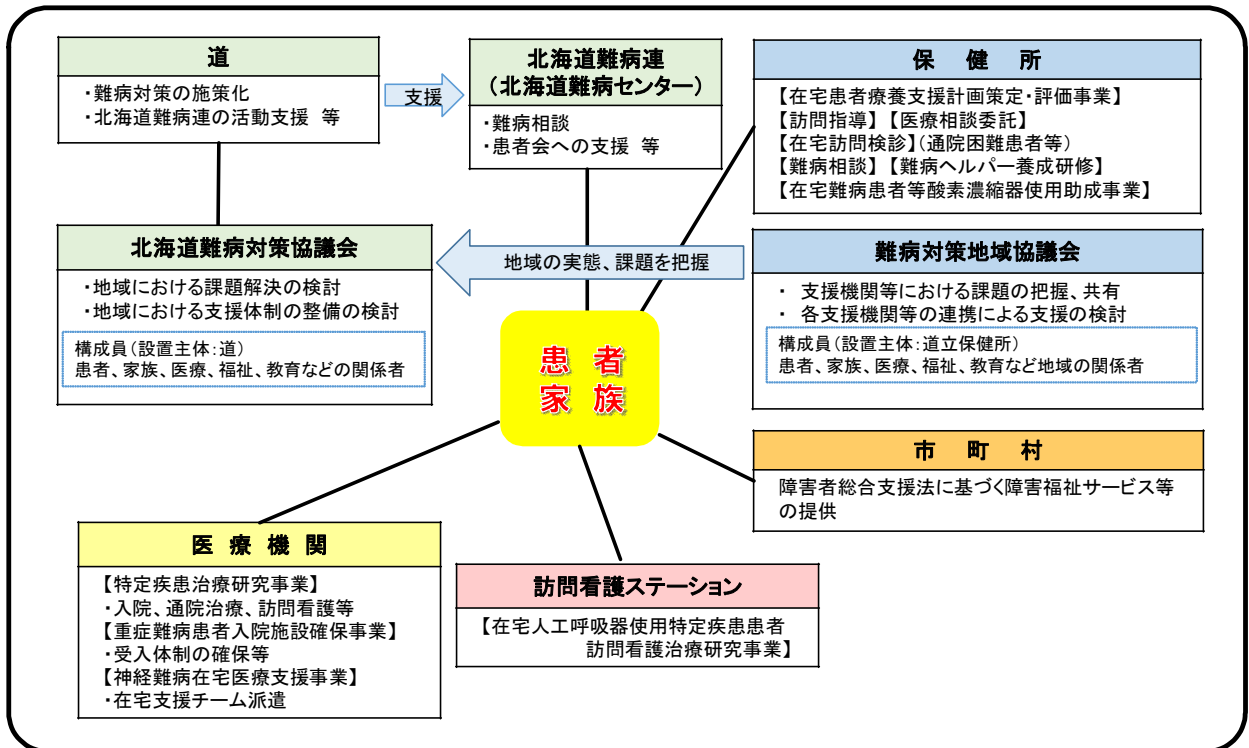 道
・難病対策の施策化
・北海道難病連の活動支援 等
支援
北海道難病連
（北海道難病センター）
・難病相談
・患者会への支援 等
保 健 所
【在宅患者療養支援計画策定・評価事業】
【訪問指導】【医療相談委託】
【在宅訪問検診】（通院困難患者等）
【難病相談】【難病ヘルパー養成研修】
【在宅難病患者等酸素濃縮器使用助成事業】
北海道難病対策協議会
・地域における課題解決の検討
・地域における支援体制の整備の検討
構成員（設置主体：道）
患者、家族、医療、福祉、教育などの関係者
地域の実態、課題を把握
難病対策地域協議会
・ 支援機関等における課題の把握、共有
・ 各支援機関等の連携による支援の検討
構成員（設置主体：道立保健所）
患者、家族、医療、福祉、教育など地域の関係者
患 者
家 族
市 町 村
障害者総合支援法に基づく障害福祉サービス等
の提供
医 療 機 関
【特定疾患治療研究事業】
・入院、通院治療、訪問看護等
【重症難病患者入院施設確保事業】
・受入体制の確保等
【神経難病在宅医療支援事業】
・在宅支援チーム派遣
訪問看護ステーション
【在宅人工呼吸器使用特定疾患患者
訪問看護治療研究事業】